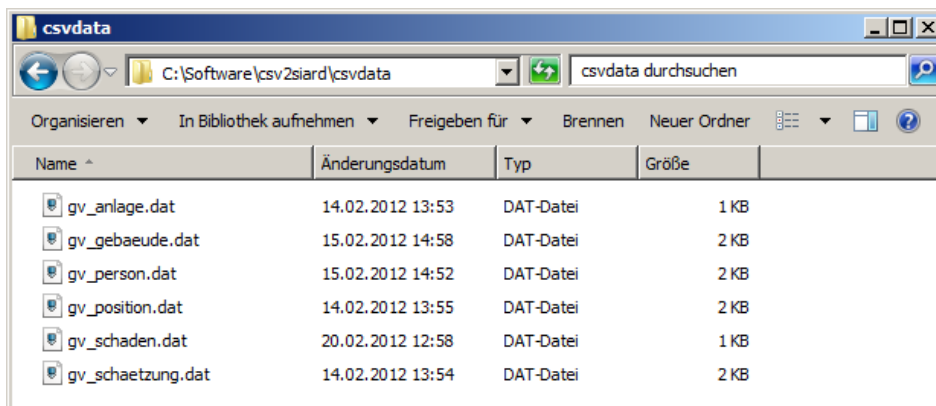 csvdata
C:\Software\csv2siard\csvdata csvdata durchsuchen
Organisieren In Bibliothek aufnehmen Freigeben für Brennen Neuer Ordner
Name Änderungsdatum Typ Größe
gv_anlage.dat 14.02.2012 13:53 DAT-Datei 1 KB
gv_gebaeude.dat 15.02.2012 14:58 DAT-Datei 2 KB
gv_person.dat 15.02.2012 14:52 DAT-Datei 2 KB
gv_position.dat 14.02.2012 13:55 DAT-Datei 2 KB
gv_schaden.dat 20.02.2012 12:58 DAT-Datei 1 KB
gv_schaetzung.dat 14.02.2012 13:54 DAT-Datei 2 KB